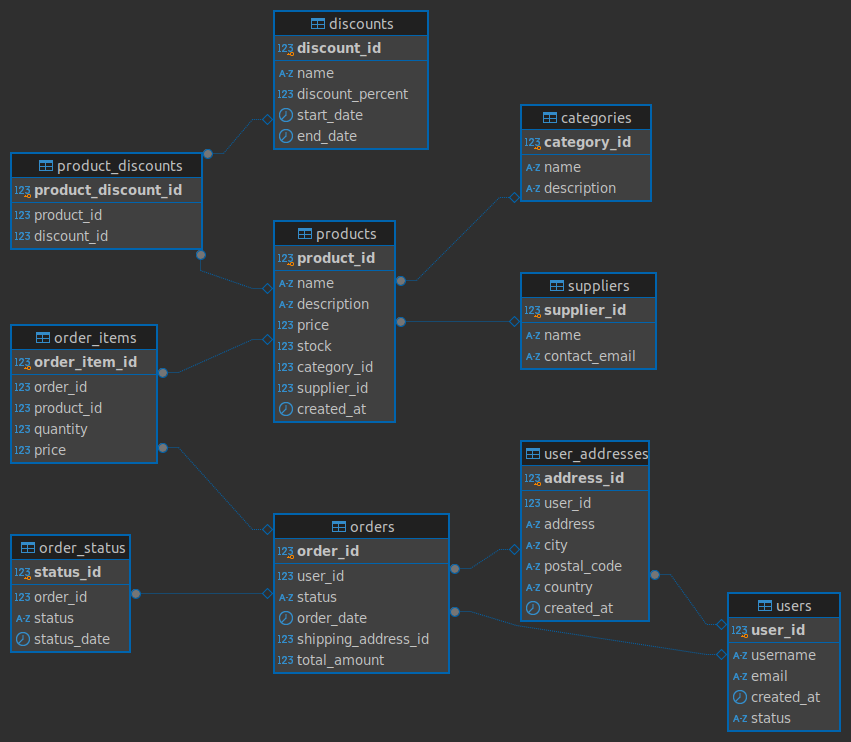 discounts
123 discount_id
A-Z name
123 discount_percent
start_date
end_date
categories
123 category_id
A-Z name
A-Z description
product_discounts
123 product_discount_id
123 product_id
123 discount_id
products
123 product_id
A-Z name
A-Z description
123 price
123 stock
123 category_id
123 supplier_id
created_at
suppliers
123 supplier_id
A-Z name
A-Z contact_email
order_items
123 order_item_id
123 order_id
123 product_id
123 quantity
123 price
user_addresses
123 address_id
123 user_id
A-Z address
A-Z city
A-Z postal_code
A-Z country
created_at
orders
123 order_id
123 user_id
A-Z status
order_date
123 shipping_address_id
123 total_amount
order_status
123 status_id
123 order_id
A-Z status
status_date
users
123 user_id
A-Z username
A-Z email
created_at
A-Z status